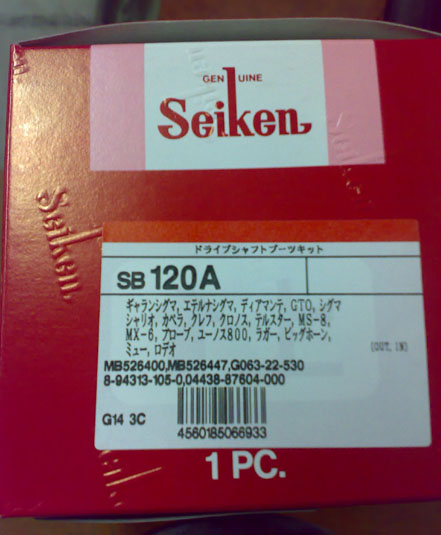 GENUINE
Seiken
Seiken
Seiken
ドライブシャフトブーツキット
SB 120A
ギャランシグマ, エテルナシグマ, ディアマンテ, GTO, シグマ
シャリオ, カペラ, クレフ, クロノス, テルスター, MS-8,
MX-6, プローブ, ユーノス800, ラガー, ビッグホーン,
ミュー, ロデオ
(OUT, IN)
MB526400,MB526447,G063-22-530
8-94313-105-0,04438-87604-000
G14 3C
4560185066933
1 PC.